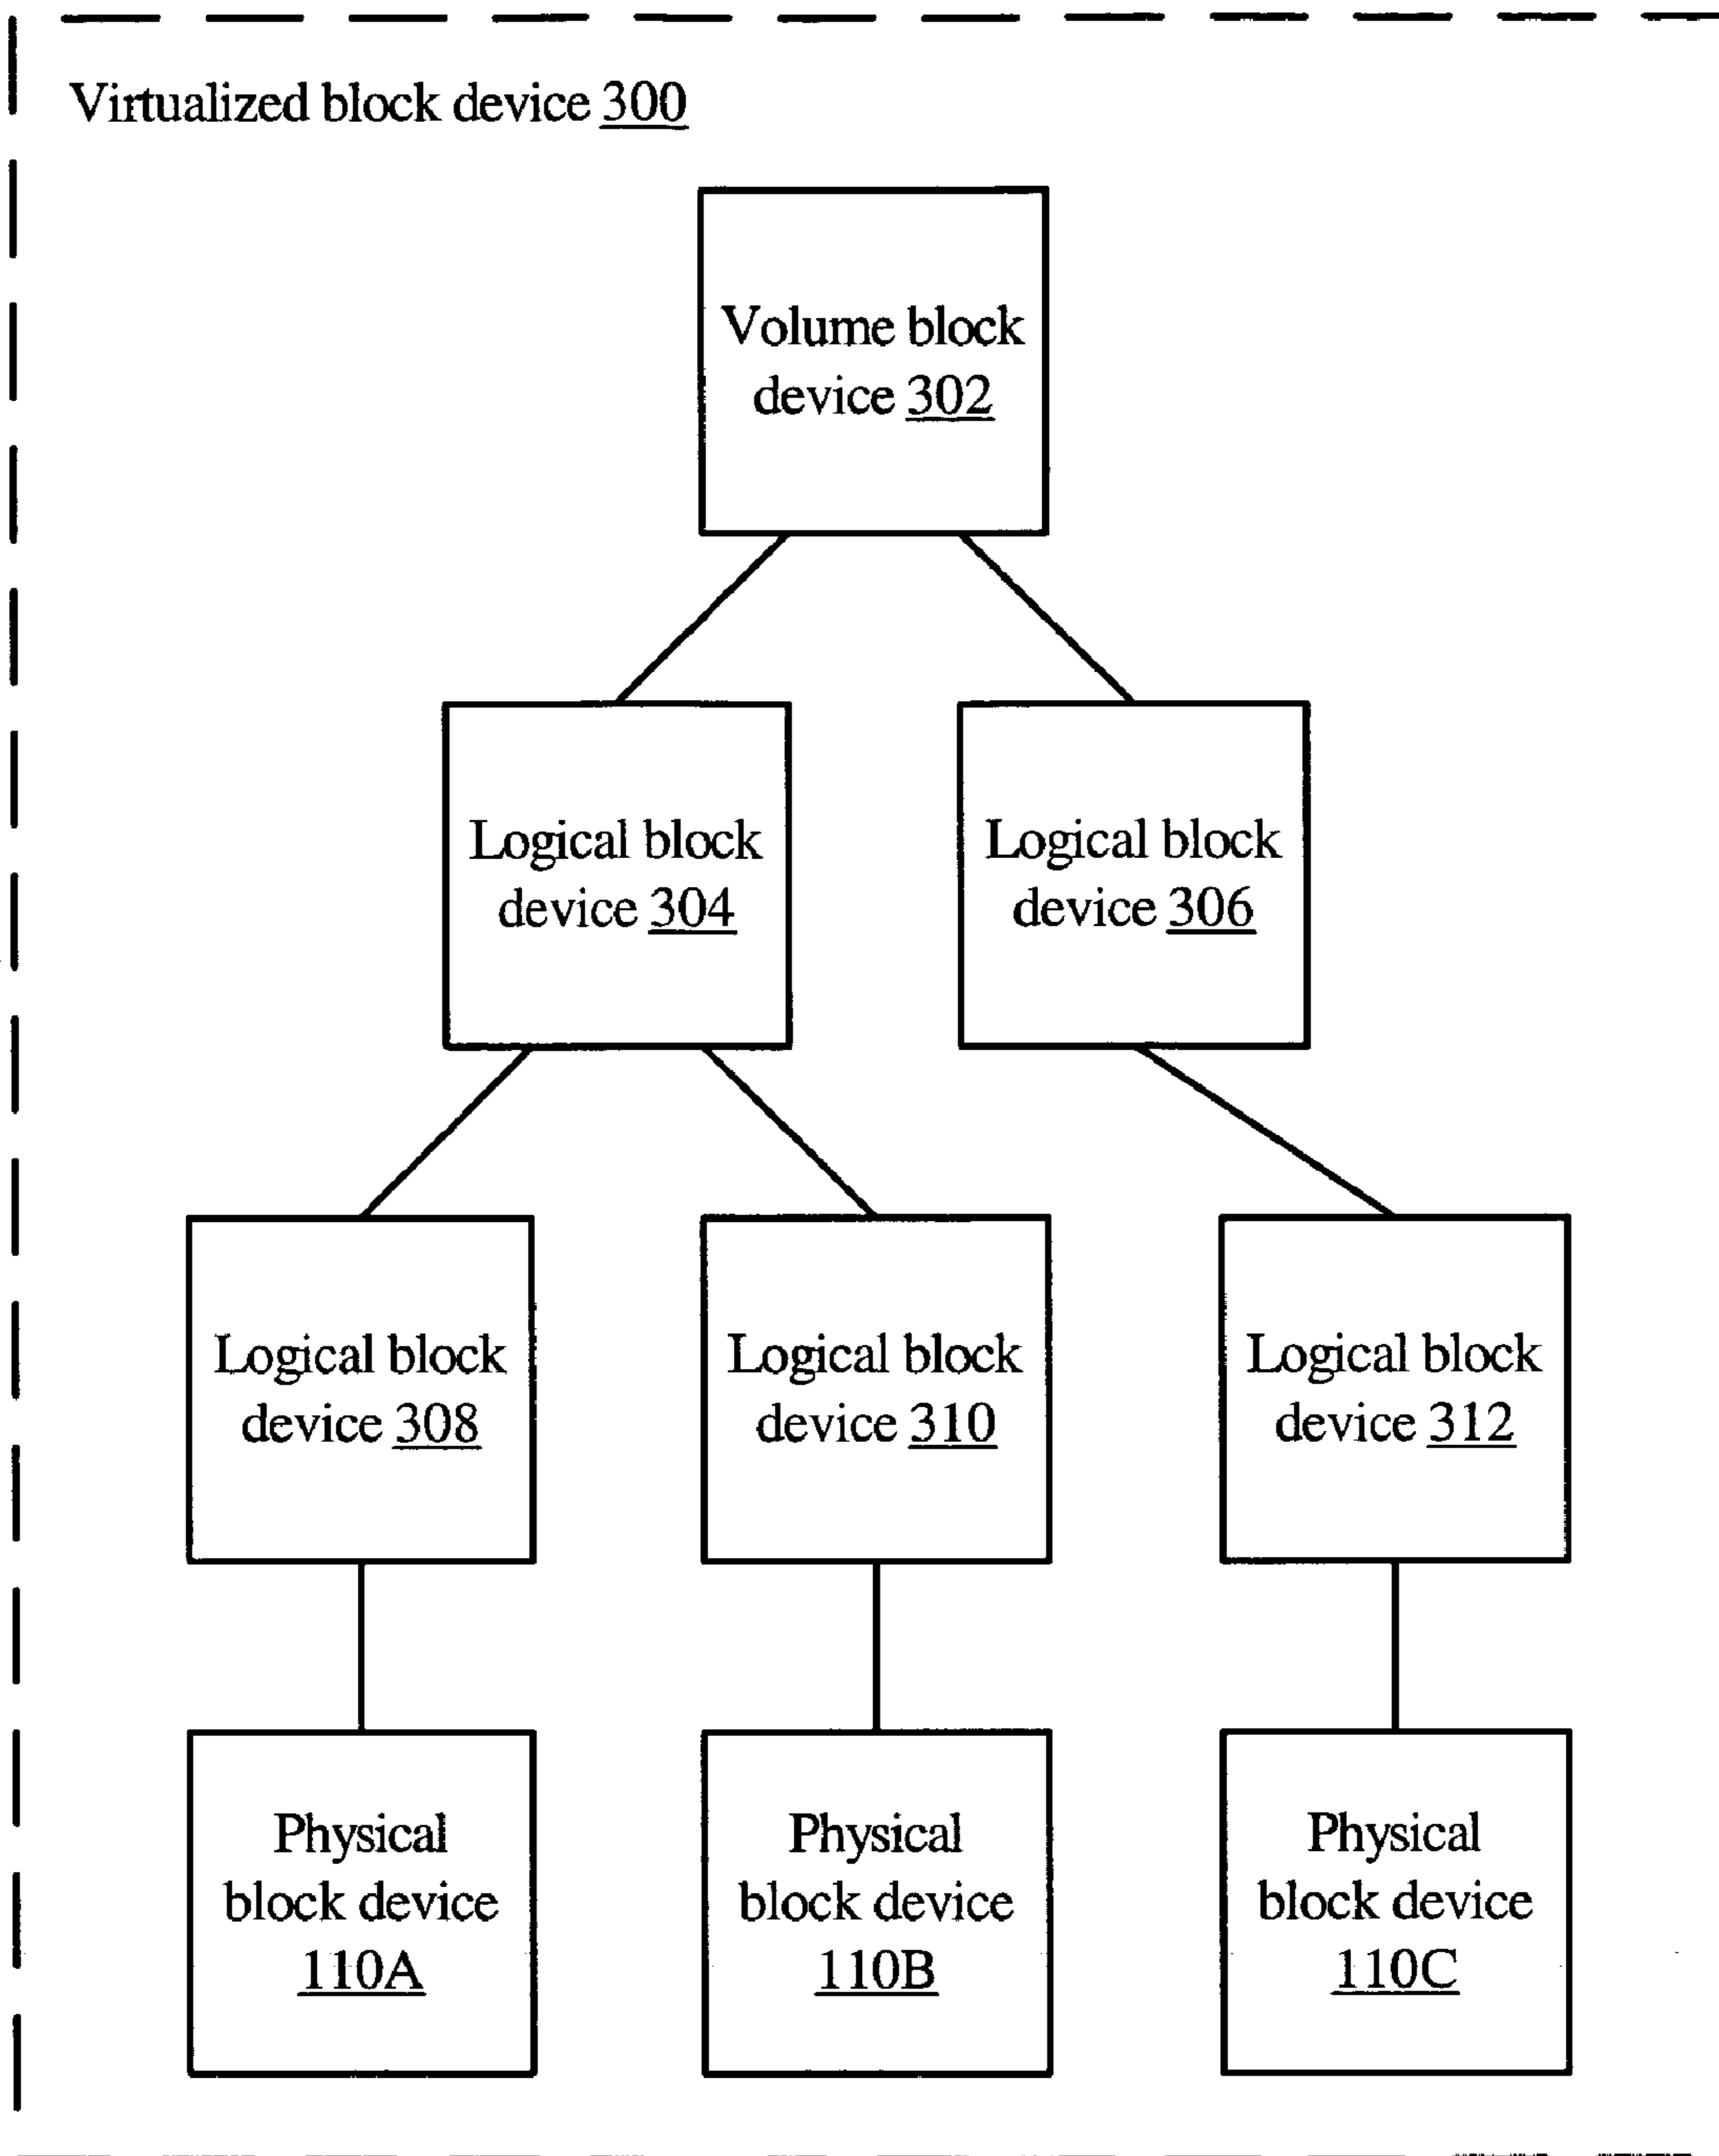 Virtualized block device 300
Volume block
device 302
Logical block
device 304
Logical block
device 306
Logical block
device 308
Logical block
device 310
Logical block
device 312
Physical
block device
110A
Physical
block device
110B
Physical
block device
110C